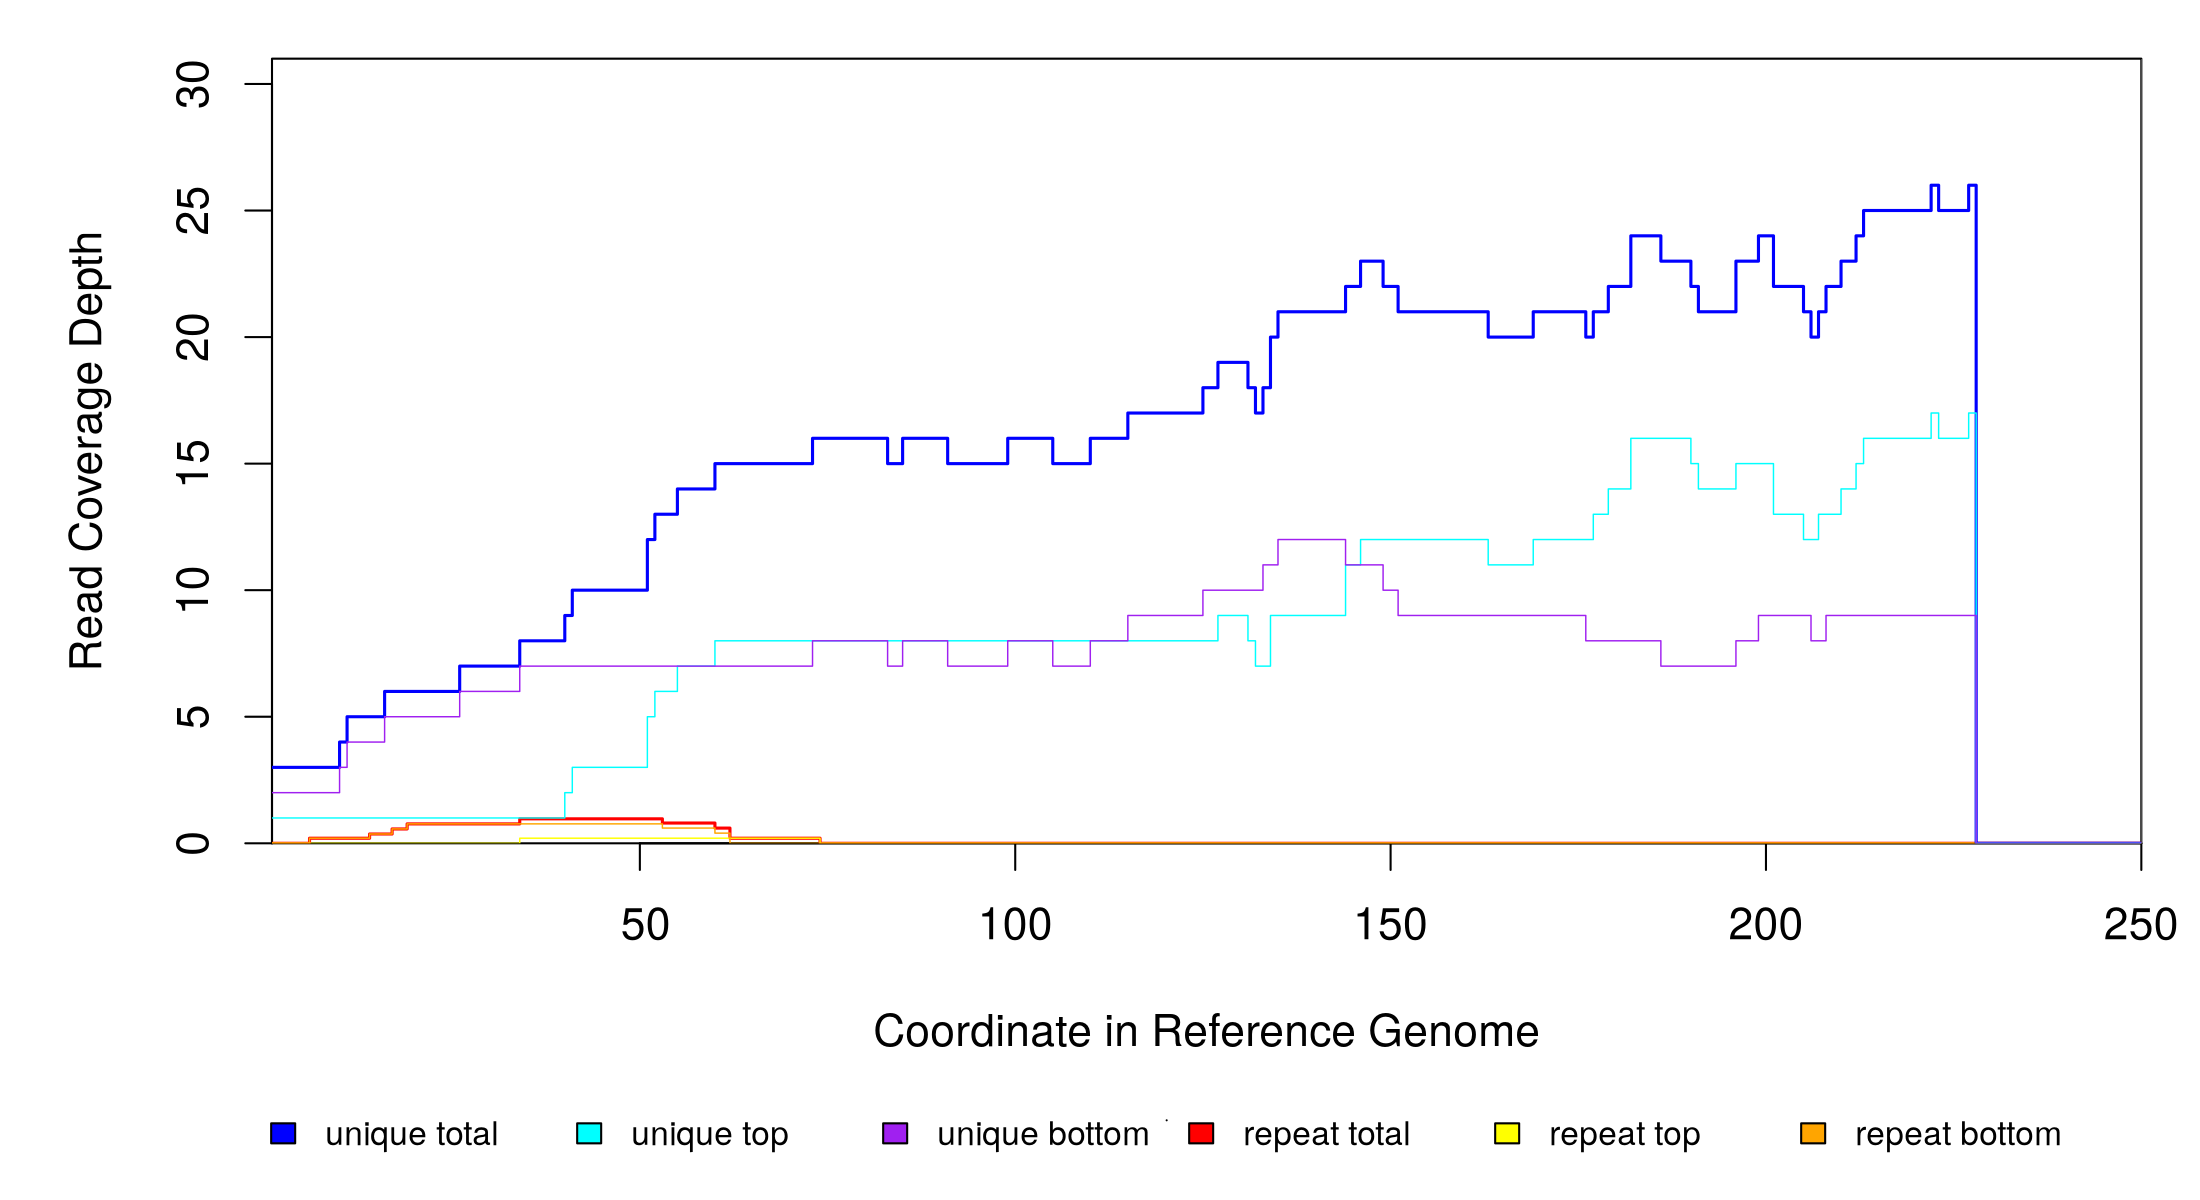 Read Coverage Depth
30
25
20
15
10
5
0
50 100 150 200 250
Coordinate in Reference Genome
unique total unique top unique bottom repeat total repeat top repeat bottom